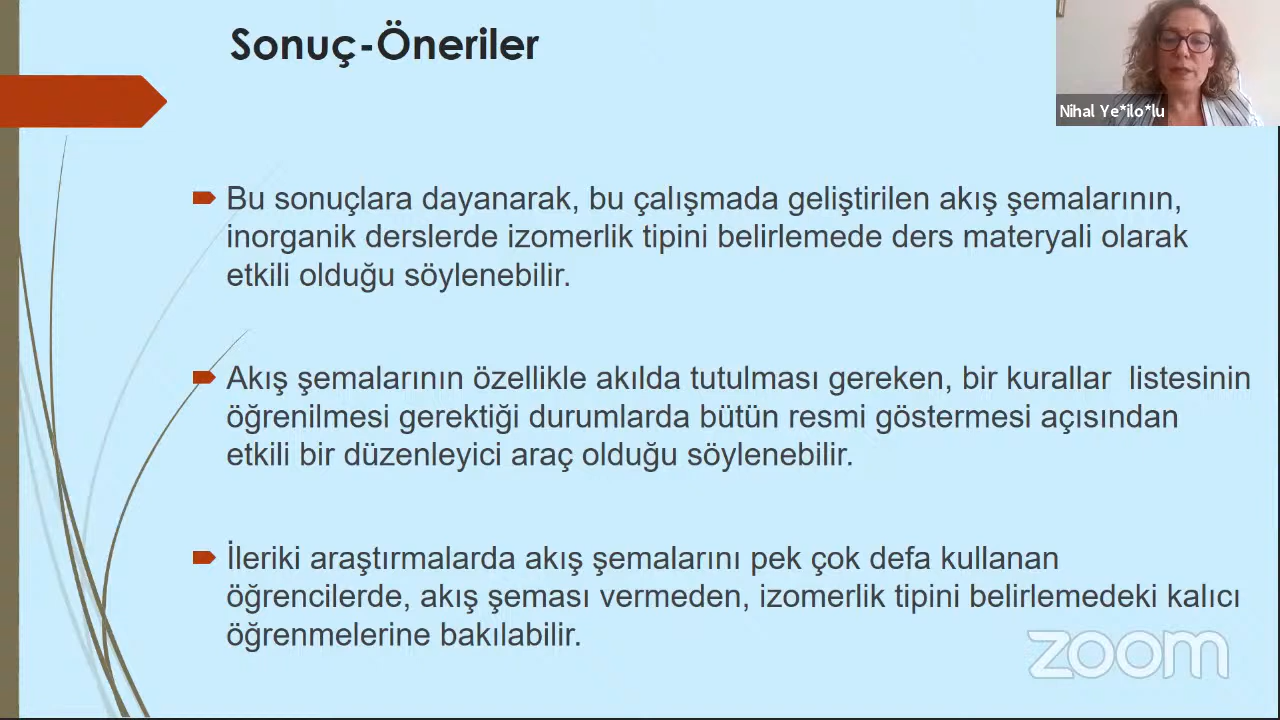 Sonuç-Öneriler
Nihal Ye*ilo*lu
Bu sonuçlara dayanarak, bu çalışmada geliştirilen akış şemalarının,
inorganik derslerde izomerlik tipini belirlemede ders materyali olarak
etkili olduğu söylenebilir.
Akış şemalarının özellikle akılda tutulması gereken, bir kurallar listesinin
öğrenilmesi gerektiği durumlarda bütün resmi göstermesi açısından
etkili bir düzenleyici araç olduğu söylenebilir.
İleriki araştırmalarda akış şemalarını pek çok defa kullanan
öğrencilerde, akış şeması vermeden, izomerlik tipini belirlemedeki kalıcı
öğrenmelerine bakılabilir.
zoom